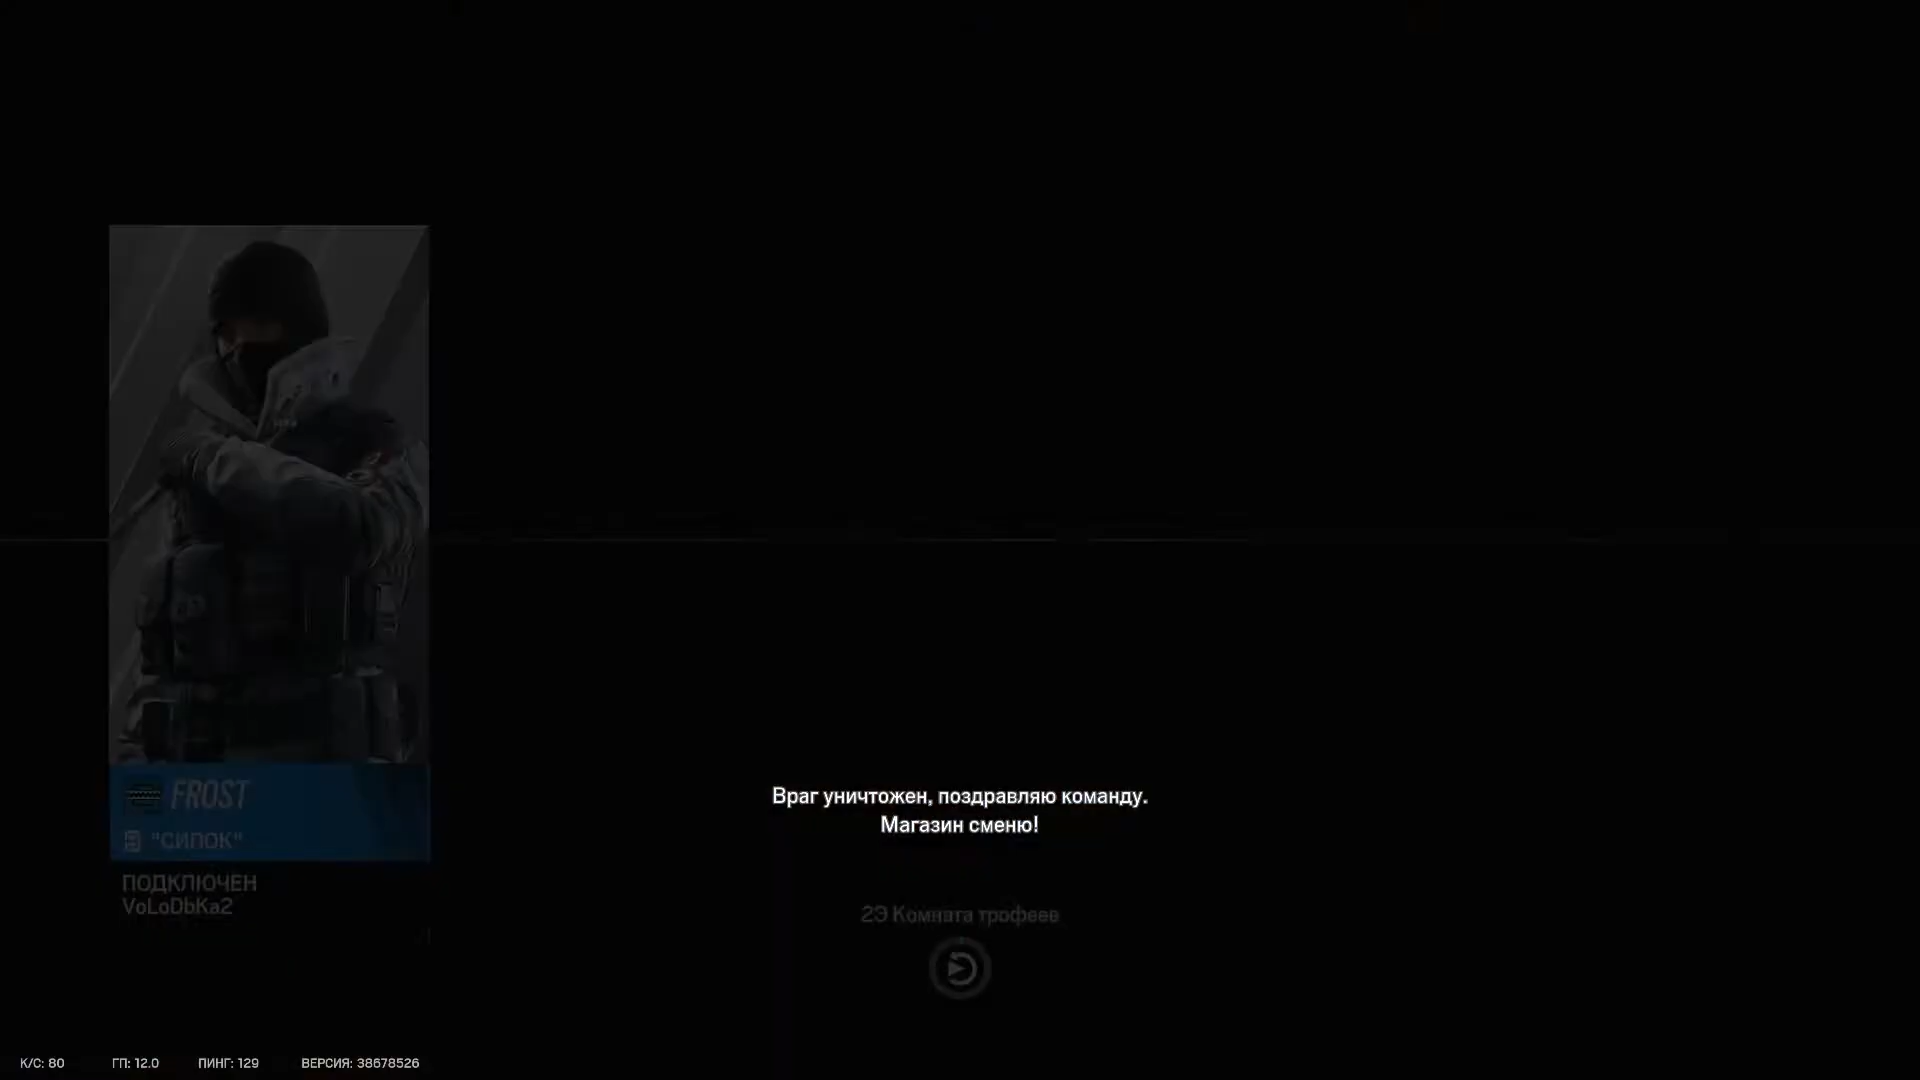 FROST
"СИЛОК"
ПОДКЛЮЧЕН
VoLoDbKa2
Враг уничтожен, поздравляю команду.
Магазин сменю!
2Э Комната трофеев
К/С: 80 ГП: 12.0 ПИНГ: 129 ВЕРСИЯ: 38678526